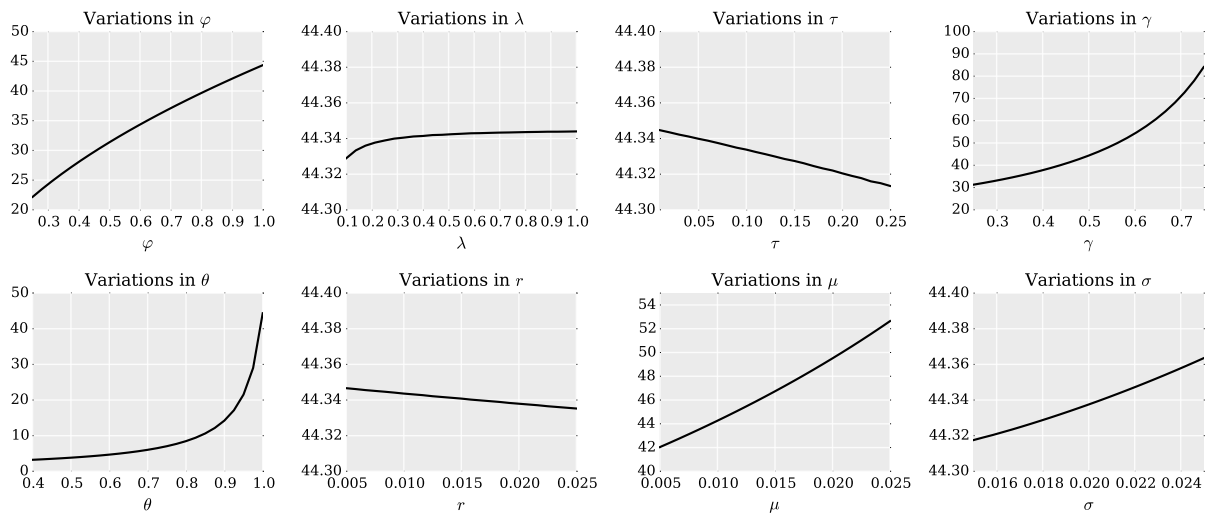 Variations in φ
50
45
40
35
30
25
20
0.3 0.4 0.5 0.6 0.7 0.8 0.9 1.0
φ
Variations in λ
44.40
44.38
44.36
44.34
44.32
44.30
0.1 0.2 0.3 0.4 0.5 0.6 0.7 0.8 0.9 1.0
λ
Variations in τ
44.40
44.38
44.36
44.34
44.32
44.30
0.05 0.10 0.15 0.20 0.25
τ
Variations in γ
100
90
80
70
60
50
40
30
20
0.3 0.4 0.5 0.6 0.7
γ
Variations in θ
50
40
30
20
10
0
0.4 0.5 0.6 0.7 0.8 0.9 1.0
θ
Variations in r
44.40
44.38
44.36
44.34
44.32
44.30
0.005 0.010 0.015 0.020 0.025
r
Variations in μ
54
52
50
48
46
44
42
40
0.005 0.010 0.015 0.020 0.025
μ
Variations in σ
44.40
44.38
44.36
44.34
44.32
44.30
0.016 0.018 0.020 0.022 0.024
σ